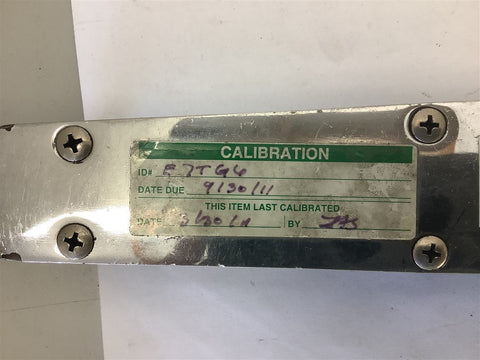 CALIBRATION
ID# E7TG6
DATE DUE 9/30/11
THIS ITEM LAST CALIBRATED
DATE BY